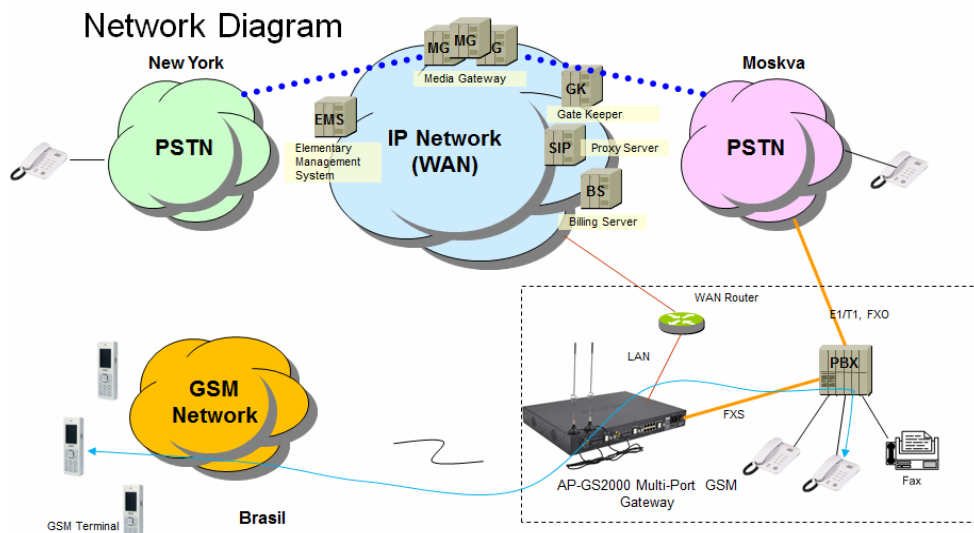 Network Diagram
New York
MG
MG
G
Media Gateway
Moskva
PSTN
EMS
Elementary
Management
System
IP Network
(WAN)
GK
Gate Keeper
SIP
Proxy Server
BS
Billing Server
PSTN
WAN Router
E1/T1, FXO
LAN
PBX
FXS
GSM
Network
AP-GS2000 Multi-Port GSM
Gateway
Fax
GSM Terminal
Brasil